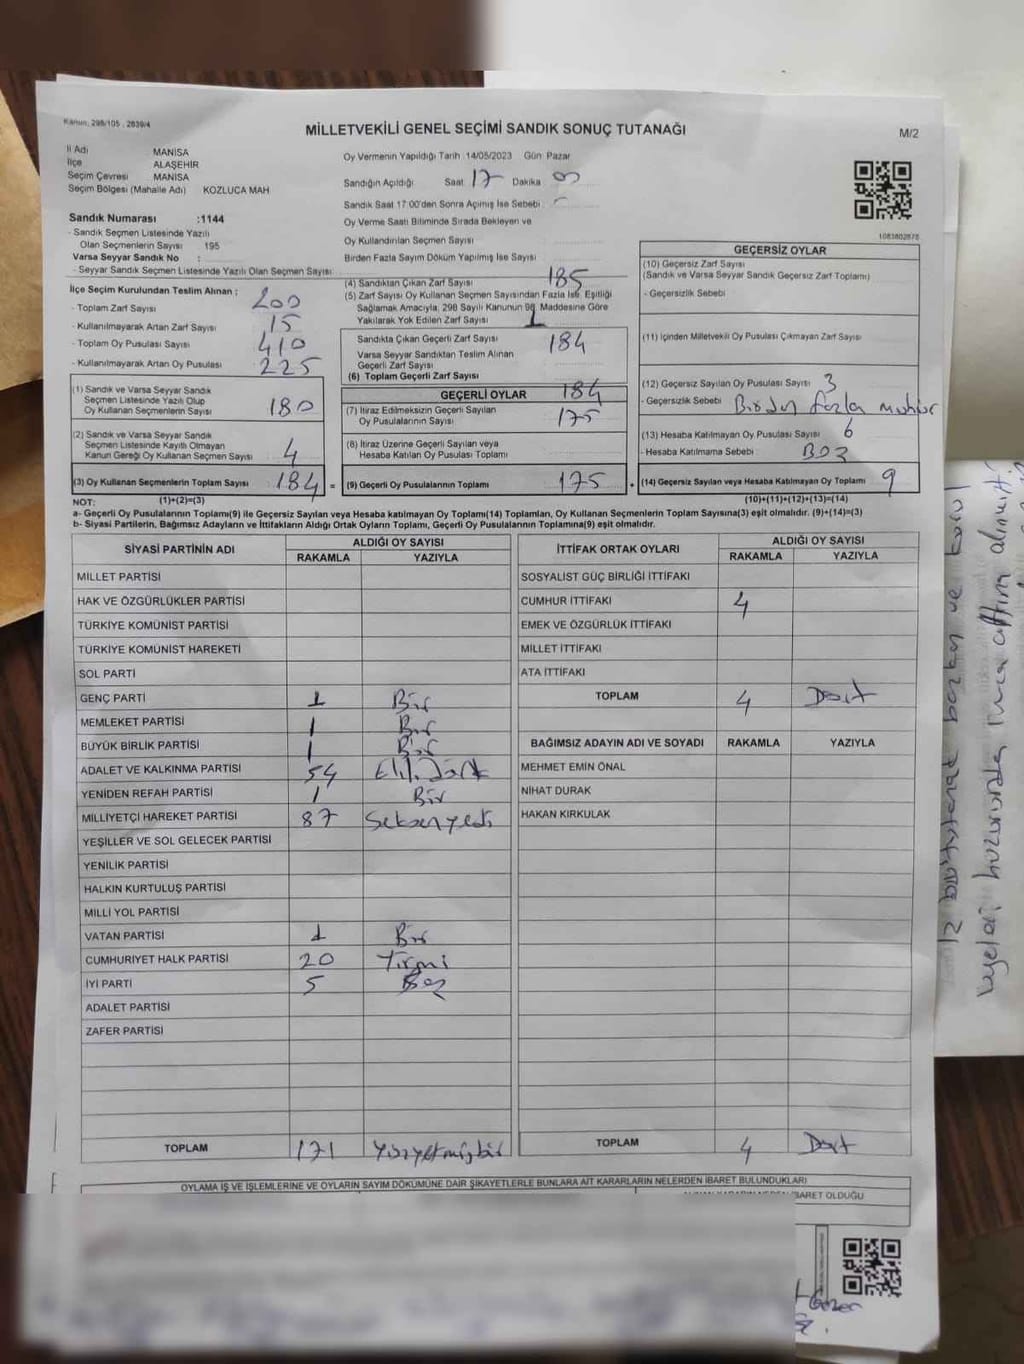 Kanun, 298/105 , 2839/4
MİLLETVEKİLİ GENEL SEÇİMİ SANDIK SONUÇ TUTANAĞI
M/2
İl Adı MANİSA
İlçe ALAŞEHİR
Seçim Çevresi MANİSA
Seçim Bölgesi (Mahalle Adı) KOZLUCA MAH
Sandık Numarası :1144
- Sandık Seçmen Listesinde Yazılı
Olan Seçmenlerin Sayısı 195
Varsa Seyyar Sandık No :
- Seyyar Sandık Seçmen Listesinde Yazılı Olan Seçmen Sayısı
Oy Vermenin Yapıldığı Tarih 14/05/2023 Gün Pazar
Sandığın Açıldığı Saat 17 Dakika 00
Sandık Saat 17:00'den Sonra Açımış İse Sebebi : -
Oy Verme Saati Bitiminde Sırada Bekleyen ve
Oy Kullandırılan Seçmen Sayısı
Birden Fazla Sayım Döküm Yapılmış İse Sayısı
1083802878
İlçe Seçim Kurulundan Teslim Alınan :
- Toplam Zarf Sayısı 200
- Kullanılmayarak Artan Zarf Sayısı 15
- Toplam Oy Pusulası Sayısı 410
- Kullanılmayarak Artan Oy Pusulası 225
(4) Sandıktan Çıkan Zarf Sayısı 185
(5) Zarf Sayısı Oy Kullanan Seçmen Sayısından Fazla İse, Eşitliği
Sağlamak Amacıyla, 298 Sayılı Kanunun 98. Maddesine Göre
Yakılarak Yok Edilen Zarf Sayısı 1
Sandıkta Çıkan Geçerli Zarf Sayısı 184
Varsa Seyyar Sandıktan Teslim Alınan
Geçerli Zarf Sayısı
(6) Toplam Geçerli Zarf Sayısı 184
GEÇERSİZ OYLAR
(10) Geçersiz Zarf Sayısı
(Sandık ve Varsa Seyyar Sandık Geçersiz Zarf Toplamı)
- Geçersizlik Sebebi
(11) İçinden Milletvekili Oy Pusulası Çıkmayan Zarf Sayısı
(12) Geçersiz Sayılan Oy Pusulası Sayısı 3
- Geçersizlik Sebebi Birden fazla mühür
(13) Hesaba Katılmayan Oy Pusulası Sayısı 6
- Hesaba Katılmama Sebebi Boş
(14) Geçersiz Sayılan veya Hesaba Katılmayan Oy Toplamı 9
(1) Sandık ve Varsa Seyyar Sandık
Seçmen Listesinde Yazılı Olup
Oy Kullanan Seçmenlerin Sayısı 180
(2) Sandık ve Varsa Seyyar Sandık
Seçmen Listesinde Kayıtlı Olmayan
Kanun Gereği Oy Kullanan Seçmen Sayısı 4
(3) Oy Kullanan Seçmenlerin Toplam Sayısı 184 =
GEÇERLİ OYLAR
(7) İtiraz Edilmeksizin Geçerli Sayılan
Oy Pusulalarının Sayısı 175
(8) İtiraz Üzerine Geçerli Sayılan veya
Hesaba Katılan Oy Pusulası Toplamı
(9) Geçerli Oy Pusulalarının Toplamı 175 +
NOT: (1)+(2)=(3) (10)+(11)+(12)+(13)=(14)
a- Geçerli Oy Pusulalarının Toplamı(9) ile Geçersiz Sayılan veya Hesaba Katılmayan Oy Toplamı(14) Toplamları, Oy Kullanan Seçmenlerin Toplam Sayısına(3) eşit olmalıdır. (9)+(14)=(3)
b- Siyasi Partilerin, Bağımsız Adayların ve İttifakların Aldığı Ortak Oyların Toplamı, Geçerli Oy Pusulalarının Toplamına(9) eşit olmalıdır.
SİYASİ PARTİNİN ADI ALDIĞI OY SAYISI
RAKAMLA YAZIYLA
MİLLET PARTİSİ
HAK VE ÖZGÜRLÜKLER PARTİSİ
TÜRKİYE KOMÜNİST PARTİSİ
TÜRKİYE KOMÜNİST HAREKETİ
SOL PARTİ
GENÇ PARTİ 1 Bir
MEMLEKET PARTİSİ 1 Bir
BÜYÜK BİRLİK PARTİSİ 1 Bir
ADALET VE KALKINMA PARTİSİ 54 Elli dört
YENİDEN REFAH PARTİSİ 1 Bir
MİLLİYETÇİ HAREKET PARTİSİ 87 Seksen yedi
YEŞİLLER VE SOL GELECEK PARTİSİ
YENİLİK PARTİSİ
HALKIN KURTULUŞ PARTİSİ
MİLLİ YOL PARTİSİ
VATAN PARTİSİ 1 Bir
CUMHURİYET HALK PARTİSİ 20 Yirmi
İYİ PARTİ 5 Beş
ADALET PARTİSİ
ZAFER PARTİSİ
TOPLAM 171 Yüzyetmişbir
İTTİFAK ORTAK OYLARI ALDIĞI OY SAYISI
RAKAMLA YAZIYLA
SOSYALİST GÜÇ BİRLİĞİ İTTİFAKI
CUMHUR İTTİFAKI 4
EMEK VE ÖZGÜRLÜK İTTİFAKI
MİLLET İTTİFAKI
ATA İTTİFAKI
TOPLAM 4 Dört
BAĞIMSIZ ADAYIN ADI VE SOYADI RAKAMLA YAZIYLA
MEHMET EMİN ÖNAL
NİHAT DURAK
HAKAN KIRKULAK
TOPLAM 4 Dört
OYLAMA İŞ VE İŞLEMLERİNE VE OYLARIN SAYIM DÖKÜMÜNE DAİR ŞİKAYETLERLE BUNLARA AİT KARARLARIN NELERDEN İBARET BULUNDUKLARI
İBARET OLDUĞU
tutanak başkan ve kurul
üyeleri huzurunda imza altına alınmıştır